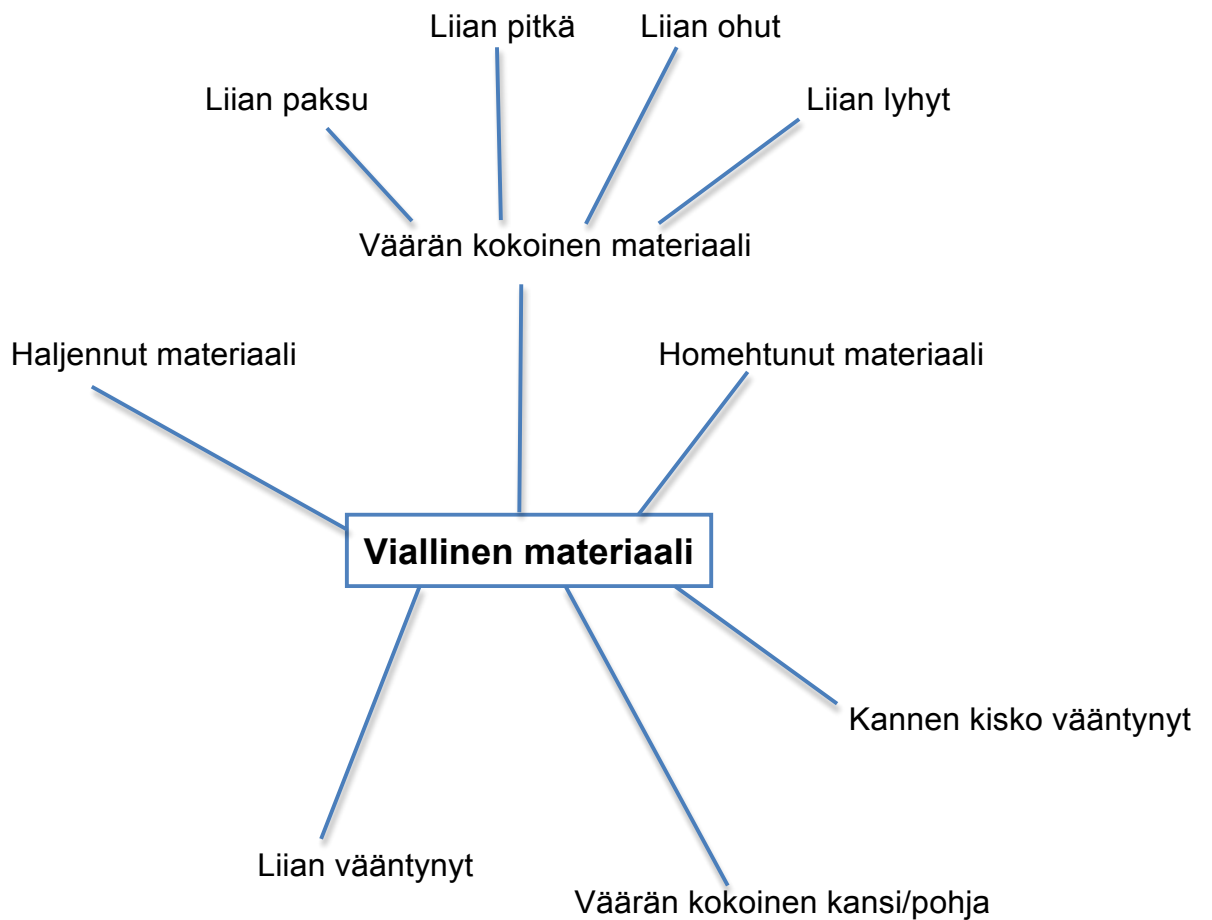 Liian pitkä
Liian ohut
Liian paksu
Liian lyhyt
Väärän kokoinen materiaali
Haljennut materiaali
Homehtunut materiaali
Viallinen materiaali
Kannen kisko vääntynyt
Liian vääntynyt
Väärän kokoinen kansi/pohja